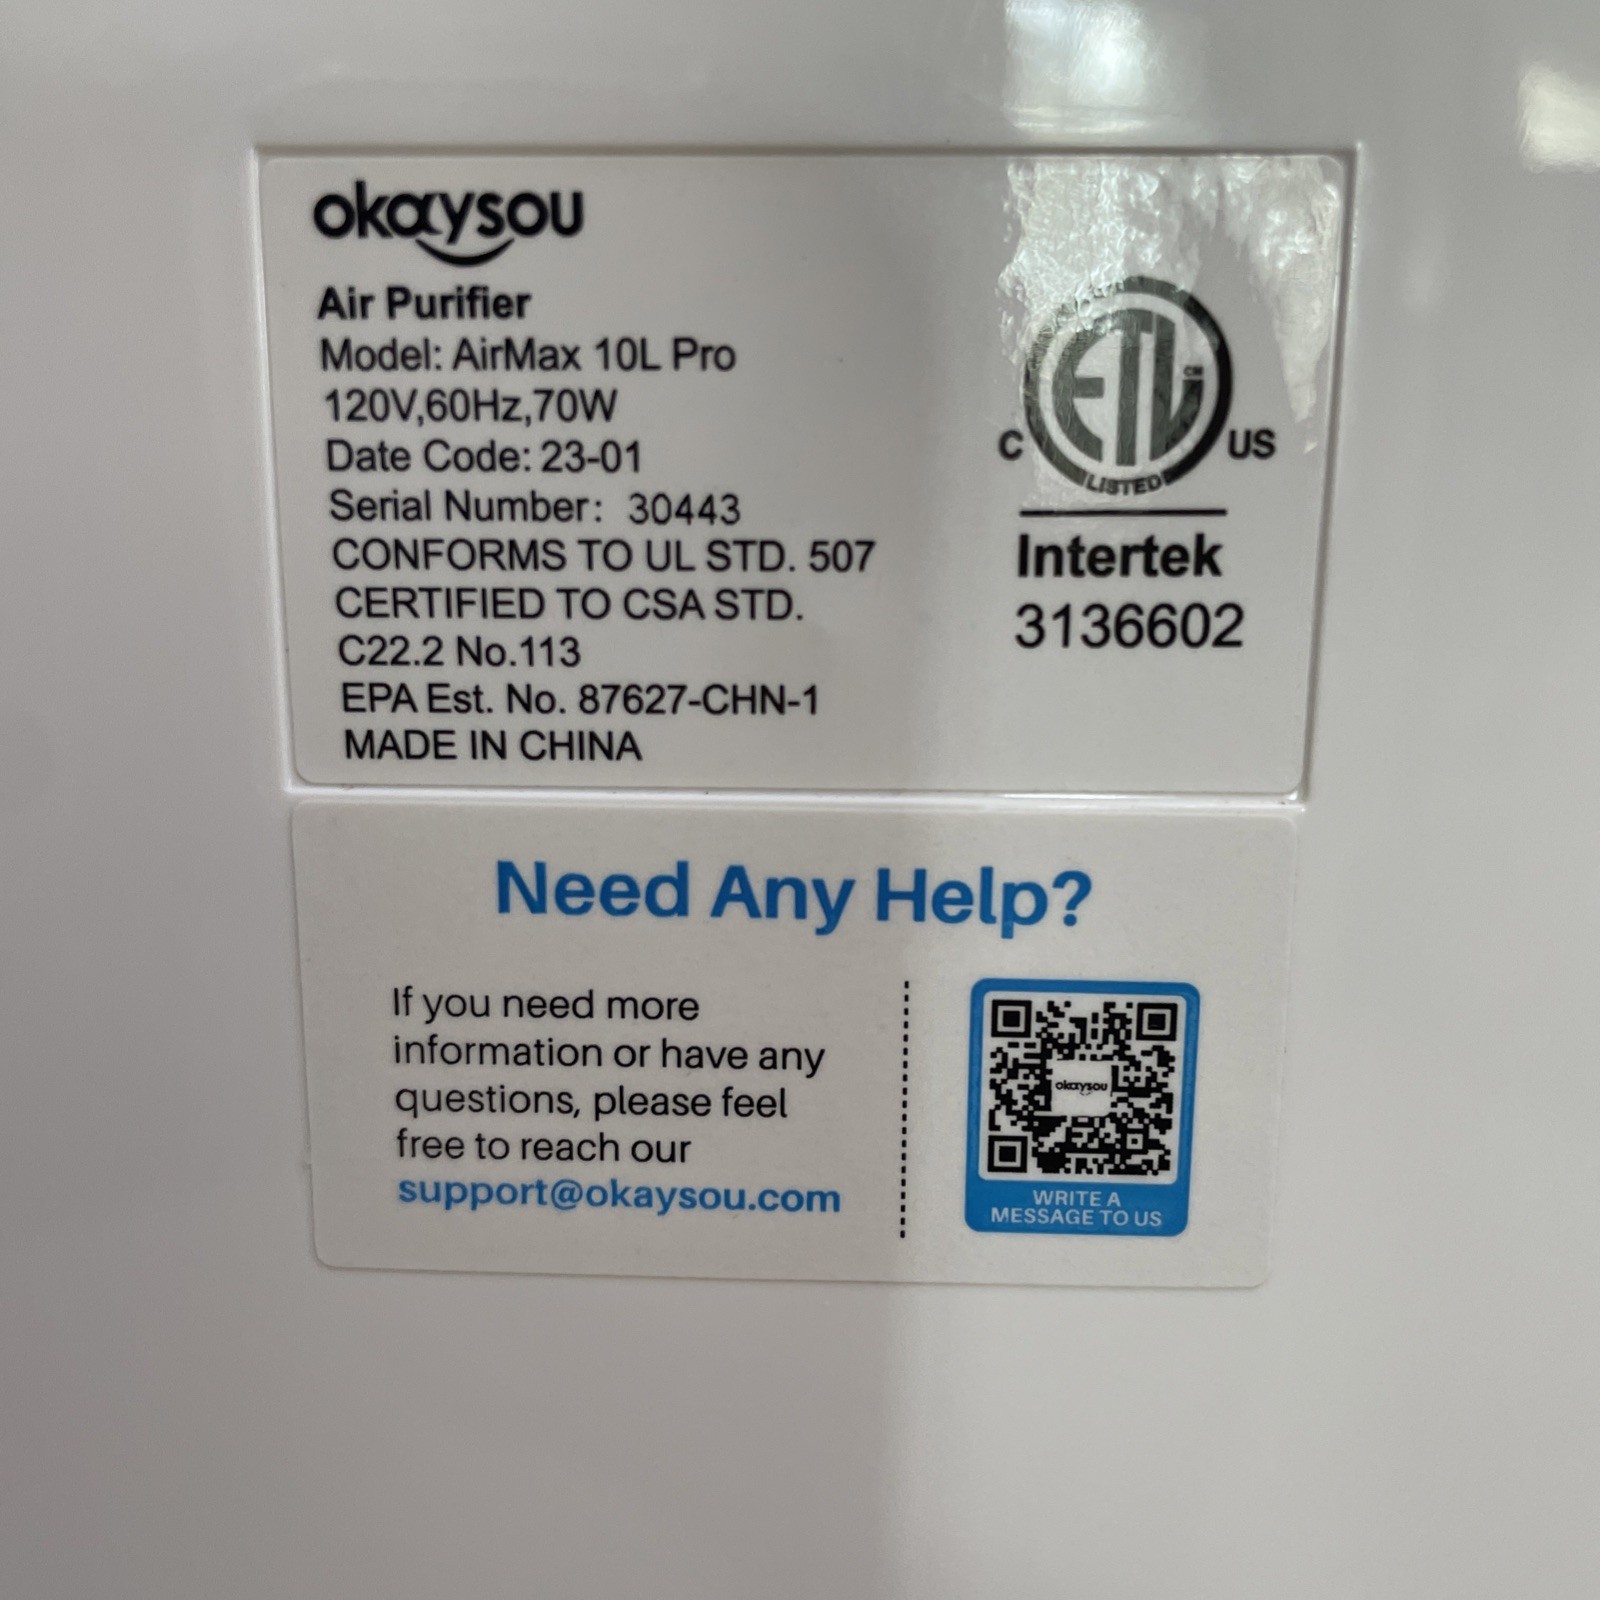 okaysou
Air Purifier
Model: AirMax 10L Pro
120V,60Hz,70W
Date Code: 23-01
Serial Number: 30443
CONFORMS TO UL STD. 507
CERTIFIED TO CSA STD.
C22.2 No.113
EPA Est. No. 87627-CHN-1
MADE IN CHINA
ETL CM
C US
LISTED
Intertek
3136602
Need Any Help?
If you need more
information or have any
questions, please feel
free to reach our
support@okaysou.com
okaysou
WRITE A
MESSAGE TO US